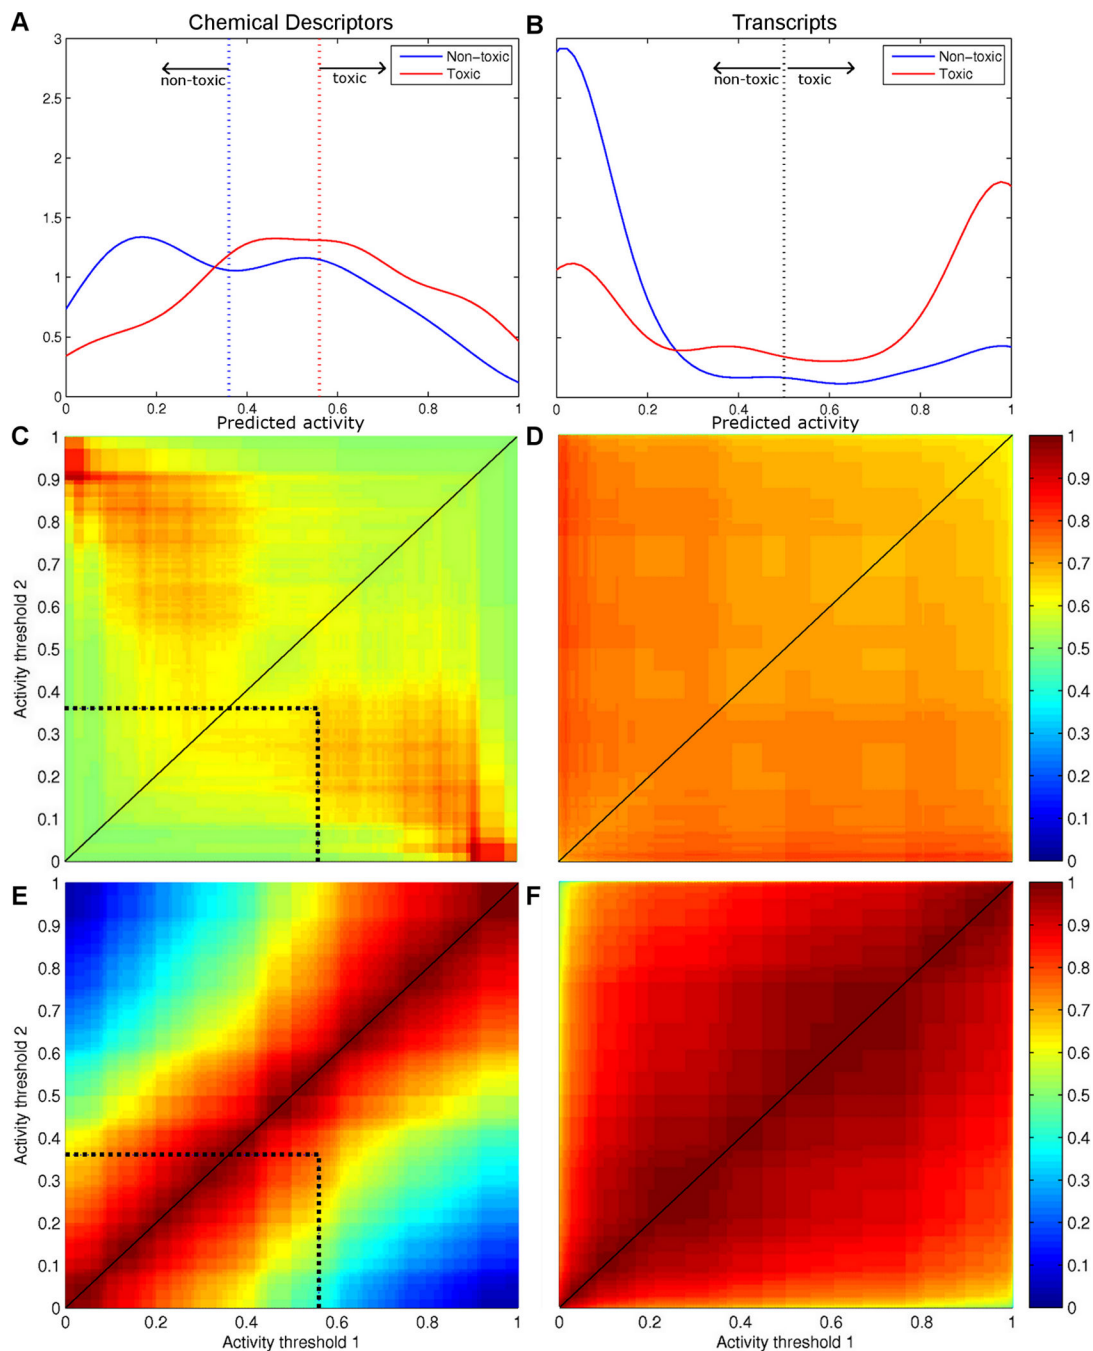 A Chemical Descriptors
B Transcripts
3
2.5
2
1.5
1
0.5
0
non-toxic
toxic
Non-toxic
Toxic
0 0.2 0.4 0.6 0.8 1
Predicted activity
non-toxic
toxic
Non-toxic
Toxic
0 0.2 0.4 0.6 0.8 1
Predicted activity
C
1
0.9
0.8
0.7
0.6
0.5
0.4
0.3
0.2
0.1
0
Activity threshold 2
D
1
0.9
0.8
0.7
0.6
0.5
0.4
0.3
0.2
0.1
0
E
1
0.9
0.8
0.7
0.6
0.5
0.4
0.3
0.2
0.1
0
Activity threshold 2
0 0.2 0.4 0.6 0.8 1
Activity threshold 1
F
1
0.9
0.8
0.7
0.6
0.5
0.4
0.3
0.2
0.1
0
0 0.2 0.4 0.6 0.8 1
Activity threshold 1